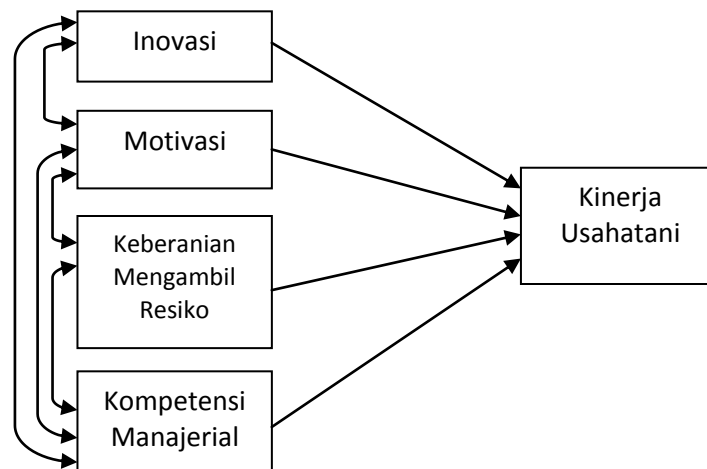 Inovasi
Motivasi
Keberanian
Mengambil
Resiko
Kompetensi
Manajerial
Kinerja
Usahatani